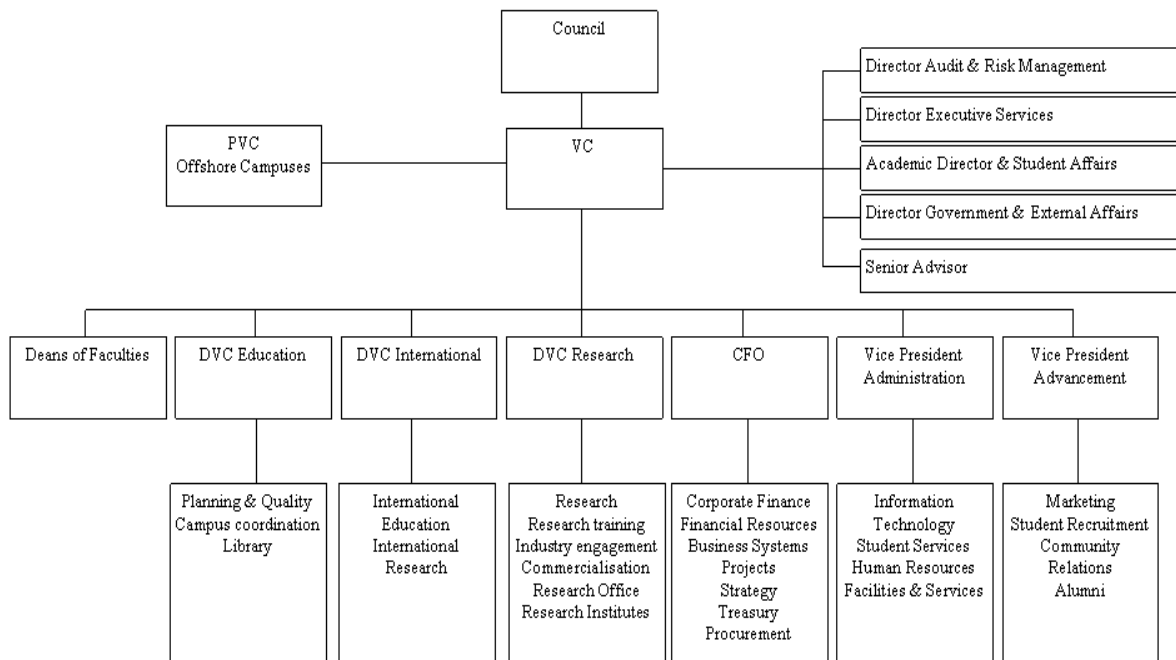 Council
Director Audit & Risk Management
Director Executive Services
PVC
Offshore Campuses
VC
Academic Director & Student Affairs
Director Government & External Affairs
Senior Advisor
Deans of Faculties
DVC Education
DVC International
DVC Research
CFO
Vice President
Administration
Vice President
Advancement
Planning & Quality
Campus coordination
Library
International
Education
International
Research
Research
Research training
Industry engagement
Commercialisation
Research Office
Research Institutes
Corporate Finance
Financial Resources
Business Systems
Projects
Strategy
Treasury
Procurement
Information
Technology
Student Services
Human Resources
Facilities & Services
Marketing
Student Recruitment
Community
Relations
Alumni